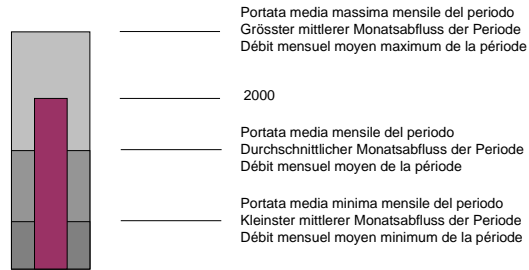 Portata media massima mensile del periodo
Grösster mittlerer Monatsabfluss der Periode
Débit mensuel moyen maximum de la période
2000
Portata media mensile del periodo
Durchschnittlicher Monatsabfluss der Periode
Débit mensuel moyen de la période
Portata media minima mensile del periodo
Kleinster mittlerer Monatsabfluss der Periode
Débit mensuel moyen minimum de la période